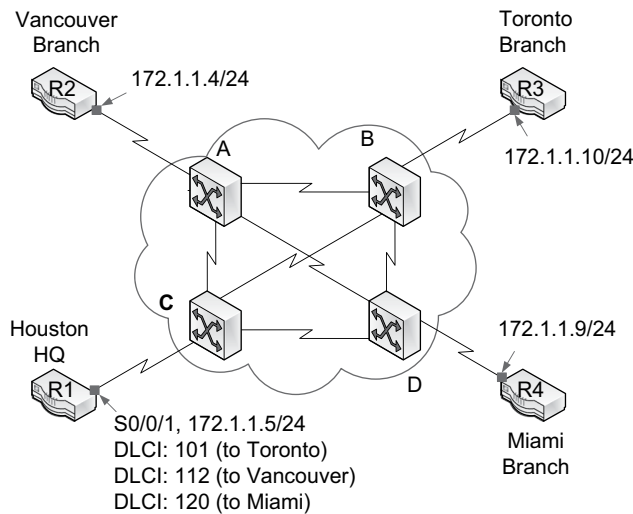 Vancouver
Branch
R2
172.1.1.4/24
Toronto
Branch
R3
172.1.1.10/24
A
B
C
D
Houston
HQ
R1
S0/0/1, 172.1.1.5/24
DLCI: 101 (to Toronto)
DLCI: 112 (to Vancouver)
DLCI: 120 (to Miami)
172.1.1.9/24
R4
Miami
Branch